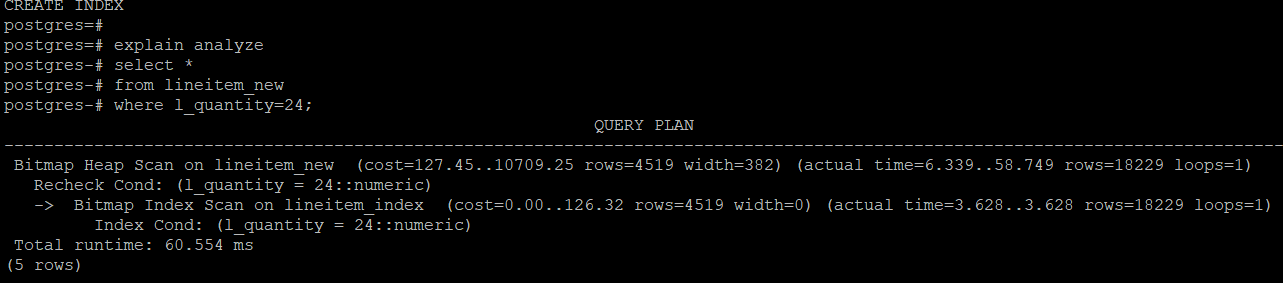 CREATE INDEX
postgres=#
postgres=# explain analyze
postgres-# select *
postgres-# from lineitem_new
postgres-# where l_quantity=24;
QUERY PLAN
--------------------------------------------------------------------------------------------------------------------------------
Bitmap Heap Scan on lineitem_new  (cost=127.45..10709.25 rows=4519 width=382) (actual time=6.339..58.749 rows=18229 loops=1)
Recheck Cond: (l_quantity = 24::numeric)
->  Bitmap Index Scan on lineitem_index  (cost=0.00..126.32 rows=4519 width=0) (actual time=3.628..3.628 rows=18229 loops=1)
Index Cond: (l_quantity = 24::numeric)
Total runtime: 60.554 ms
(5 rows)